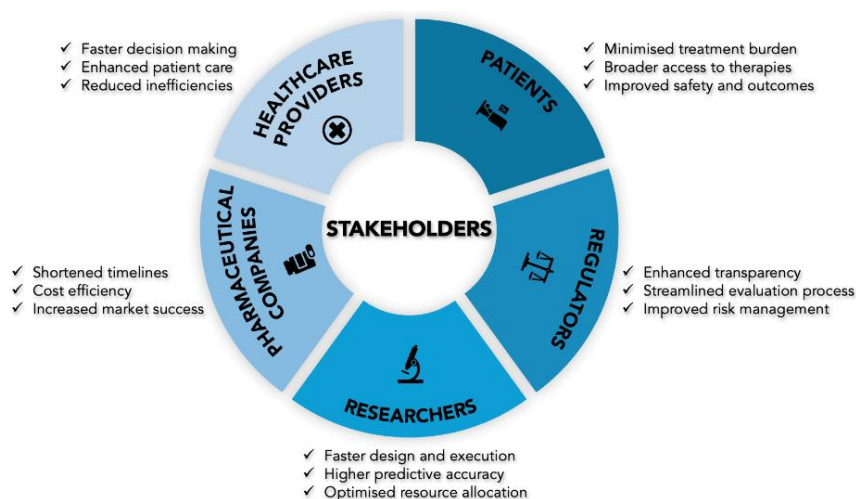 ✓ Faster decision making
✓ Enhanced patient care
✓ Reduced inefficiencies
HEALTHCARE
PROVIDERS
PATIENTS
✓ Minimised treatment burden
✓ Broader access to therapies
✓ Improved safety and outcomes
STAKEHOLDERS
✓ Shortened timelines
✓ Cost efficiency
✓ Increased market success
PHARMACEUTICAL
COMPANIES
REGULATORS
✓ Enhanced transparency
✓ Streamlined evaluation process
✓ Improved risk management
RESEARCHERS
✓ Faster design and execution
✓ Higher predictive accuracy
✓ Optimised resource allocation